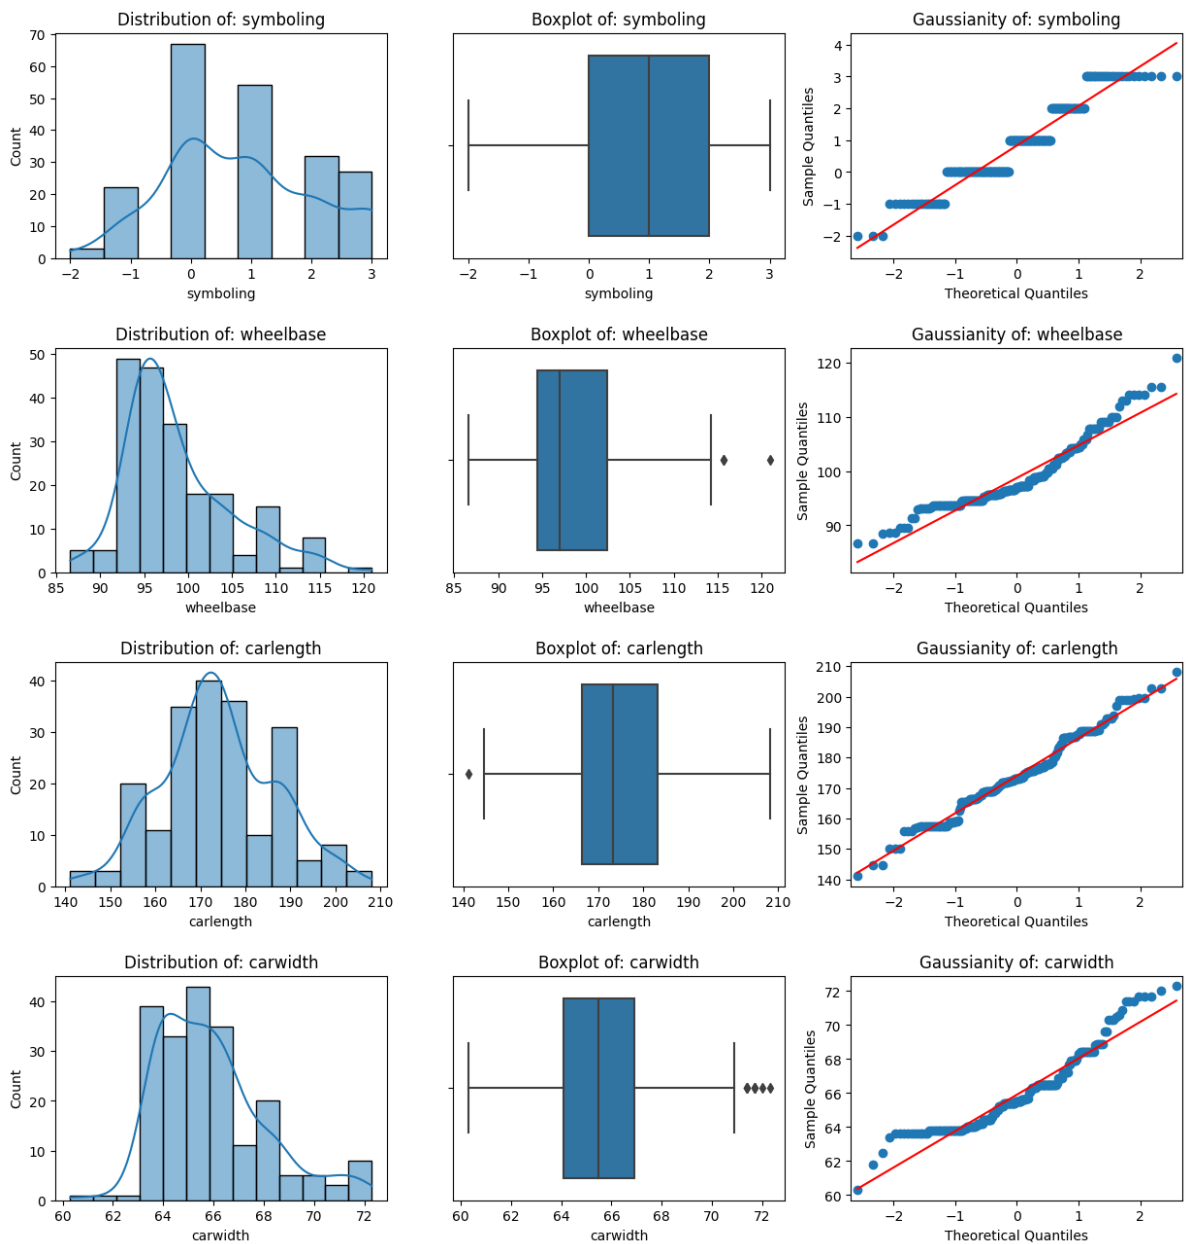 Distribution of: symboling
Boxplot of: symboling
Gaussianity of: symboling
Count
70
60
50
40
30
20
10
0
−2 −1 0 1 2 3
symboling
−2 −1 0 1 2 3
symboling
Sample Quantiles
4
3
2
1
0
−1
−2
−2 −1 0 1 2
Theoretical Quantiles
Distribution of: wheelbase
Boxplot of: wheelbase
Gaussianity of: wheelbase
Count
50
40
30
20
10
0
85 90 95 100 105 110 115 120
wheelbase
85 90 95 100 105 110 115 120
wheelbase
Sample Quantiles
120
110
100
90
−2 −1 0 1 2
Theoretical Quantiles
Distribution of: carlength
Boxplot of: carlength
Gaussianity of: carlength
Count
40
30
20
10
0
140 150 160 170 180 190 200 210
carlength
140 150 160 170 180 190 200 210
carlength
Sample Quantiles
210
200
190
180
170
160
150
140
−2 −1 0 1 2
Theoretical Quantiles
Distribution of: carwidth
Boxplot of: carwidth
Gaussianity of: carwidth
Count
40
30
20
10
0
60 62 64 66 68 70 72
carwidth
60 62 64 66 68 70 72
carwidth
Sample Quantiles
72
70
68
66
64
62
60
−2 −1 0 1 2
Theoretical Quantiles